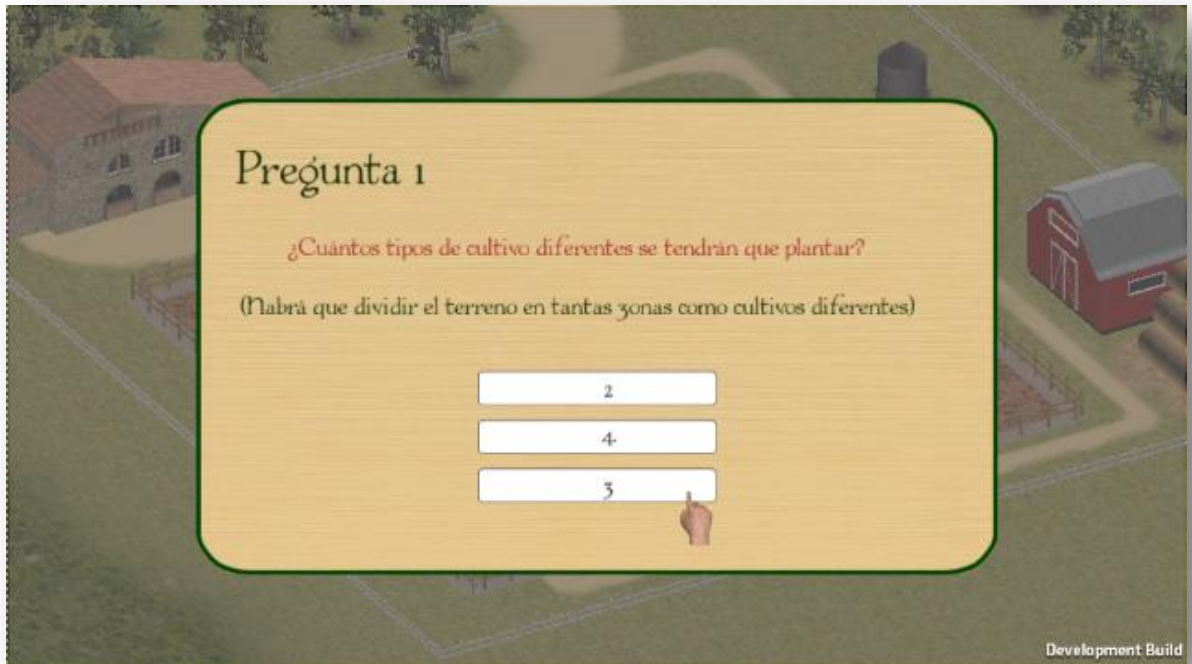 Pregunta 1
¿Cuántos tipos de cultivo diferentes se tendrán que plantar?
(Habrá que dividir el terreno en tantas zonas como cultivos diferentes)
2
4
3
Development Build